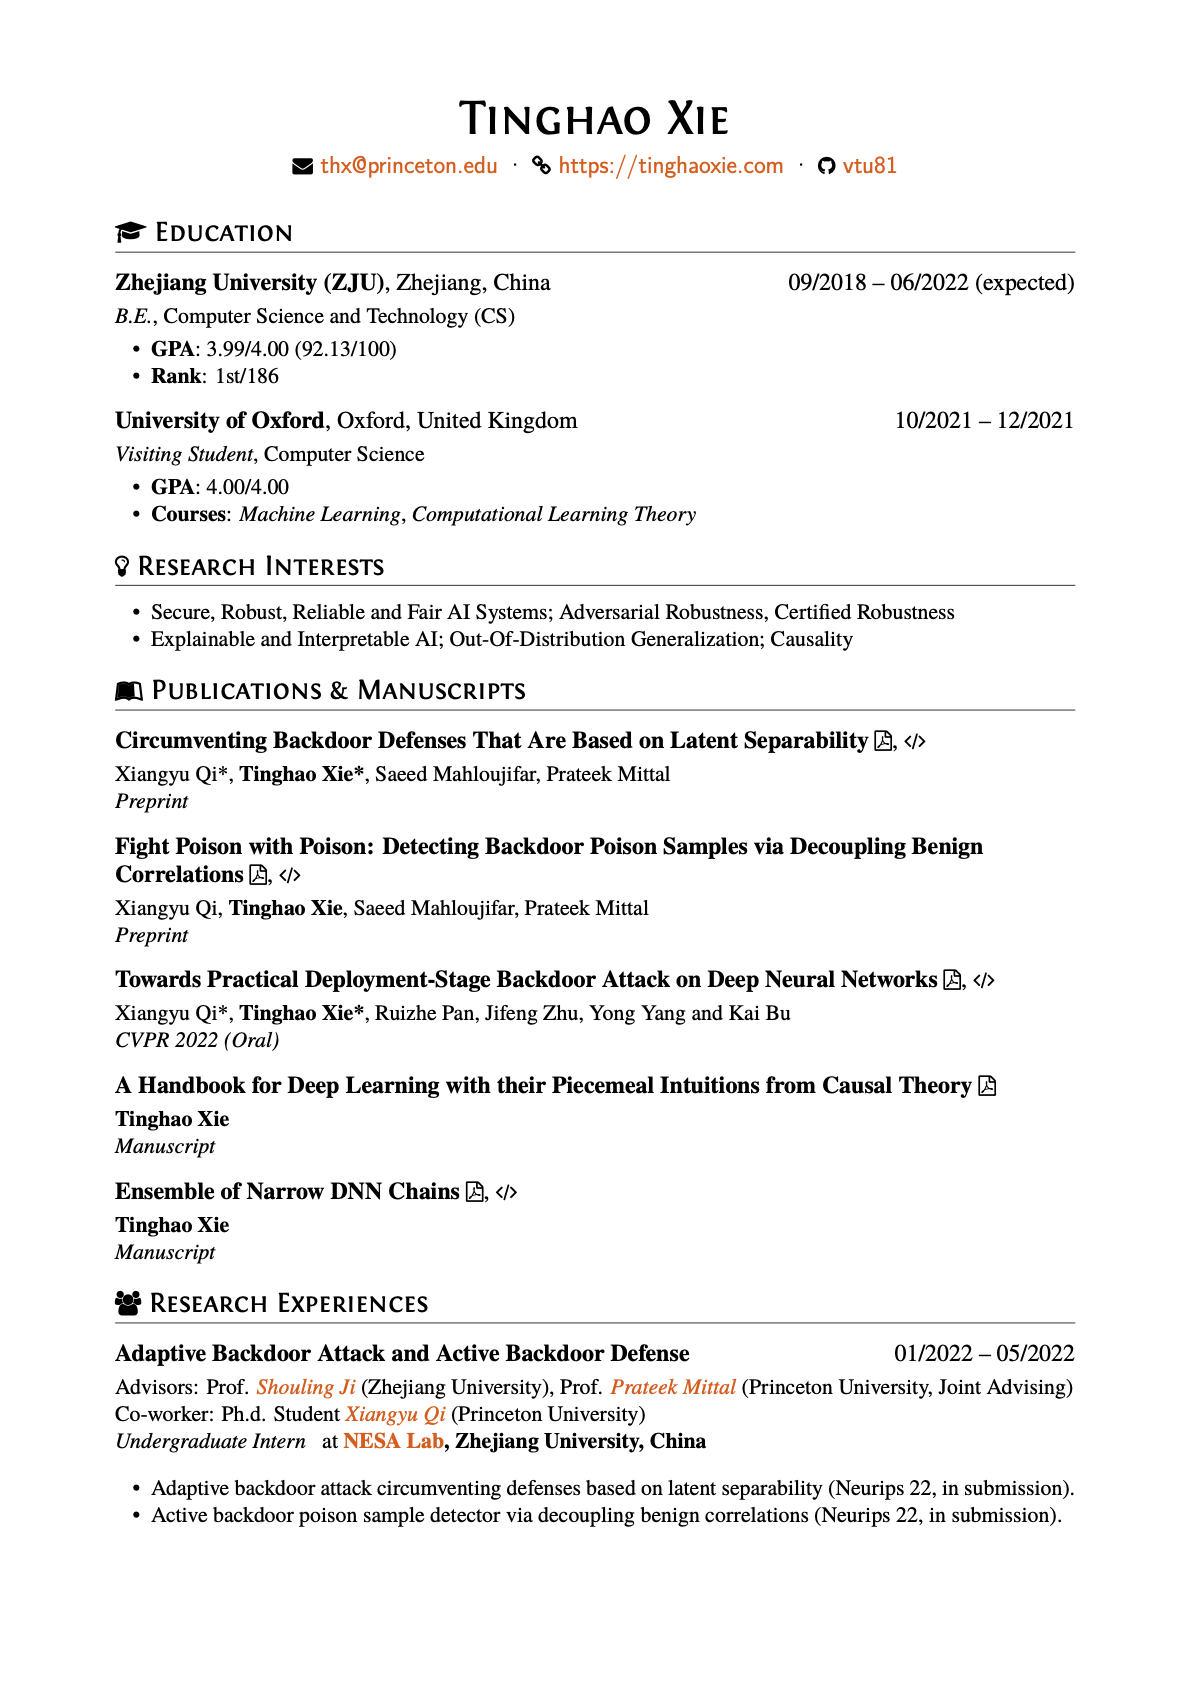 Tinghao Xie
thx@princeton.edu · https://tinghaoxie.com · vtu81
Education
Zhejiang University (ZJU), Zhejiang, China 09/2018 – 06/2022 (expected)
B.E., Computer Science and Technology (CS)
• GPA: 3.99/4.00 (92.13/100)
• Rank: 1st/186
University of Oxford, Oxford, United Kingdom 10/2021 – 12/2021
Visiting Student, Computer Science
• GPA: 4.00/4.00
• Courses: Machine Learning, Computational Learning Theory
Research Interests
• Secure, Robust, Reliable and Fair AI Systems; Adversarial Robustness, Certified Robustness
• Explainable and Interpretable AI; Out-Of-Distribution Generalization; Causality
Publications & Manuscripts
Circumventing Backdoor Defenses That Are Based on Latent Separability , </>
Xiangyu Qi*, Tinghao Xie*, Saeed Mahloujifar, Prateek Mittal
Preprint
Fight Poison with Poison: Detecting Backdoor Poison Samples via Decoupling Benign
Correlations , </>
Xiangyu Qi, Tinghao Xie, Saeed Mahloujifar, Prateek Mittal
Preprint
Towards Practical Deployment-Stage Backdoor Attack on Deep Neural Networks , </>
Xiangyu Qi*, Tinghao Xie*, Ruizhe Pan, Jifeng Zhu, Yong Yang and Kai Bu
CVPR 2022 (Oral)
A Handbook for Deep Learning with their Piecemeal Intuitions from Causal Theory
Tinghao Xie
Manuscript
Ensemble of Narrow DNN Chains , </>
Tinghao Xie
Manuscript
Research Experiences
Adaptive Backdoor Attack and Active Backdoor Defense 01/2022 – 05/2022
Advisors: Prof. Shouling Ji (Zhejiang University), Prof. Prateek Mittal (Princeton University, Joint Advising)
Co-worker: Ph.d. Student Xiangyu Qi (Princeton University)
Undergraduate Intern at NESA Lab, Zhejiang University, China
• Adaptive backdoor attack circumventing defenses based on latent separability (Neurips 22, in submission).
• Active backdoor poison sample detector via decoupling benign correlations (Neurips 22, in submission).